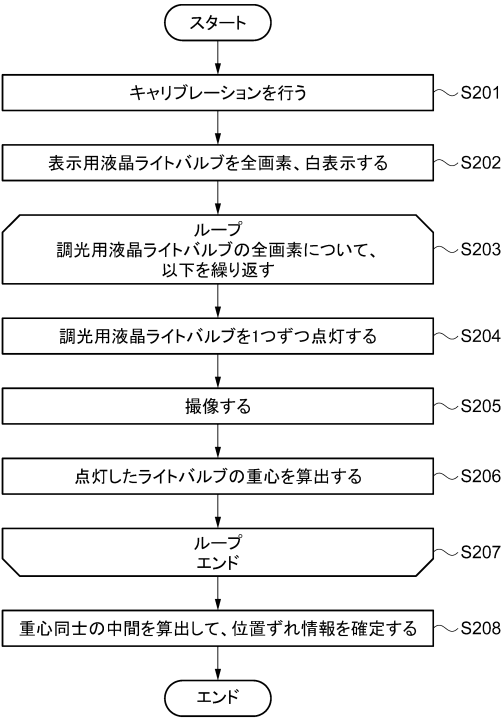 スタート
キャリブレーションを行う
S201
表示用液晶ライトバルブを全画素、白表示する
S202
ループ
調光用液晶ライトバルブの全画素について、
以下を繰り返す
S203
調光用液晶ライトバルブを1つずつ点灯する
S204
撮像する
S205
点灯したライトバルブの重心を算出する
S206
ループ
エンド
S207
重心同士の中間を算出して、位置ずれ情報を確定する
S208
エンド